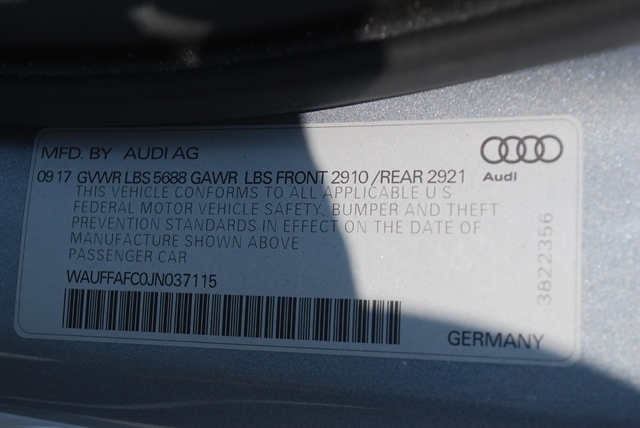 MFD. BY AUDI AG
09 17 GVWR LBS 5688 GAWR LBS FRONT 2910 /REAR 2921
Audi
THIS VEHICLE CONFORMS TO ALL APPLICABLE U S
FEDERAL MOTOR VEHICLE SAFETY, BUMPER AND THEFT
PREVENTION STANDARDS IN EFFECT ON THE DATE OF
MANUFACTURE SHOWN ABOVE
PASSENGER CAR
WAUFFAFC0JN037115
3822356
GERMANY